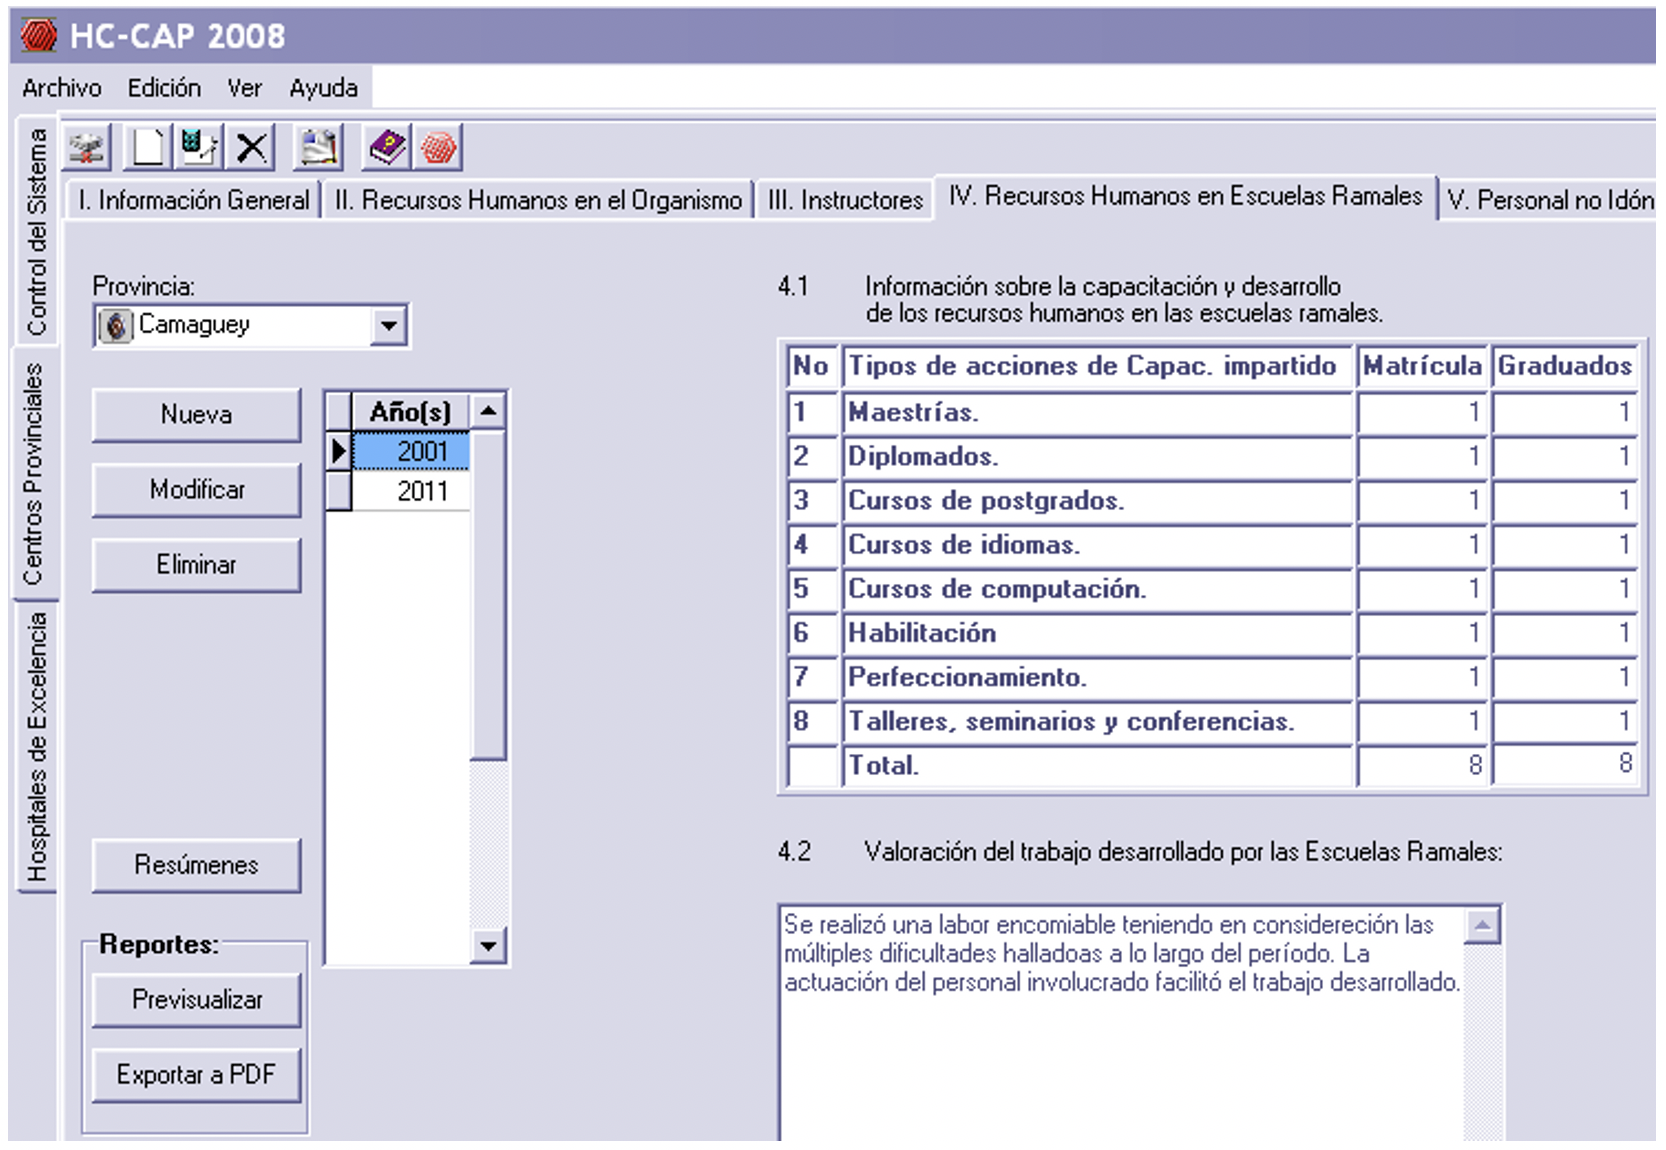 HC-CAP 2008
Archivo Edición Ver Ayuda
Control del Sistema
Centros Provinciales
Hospitales de Excelencia
I. Información General
II. Recursos Humanos en el Organismo
III. Instructores
IV. Recursos Humanos en Escuelas Ramales
V. Personal no Idón
Provincia:
Camaguey
Nueva
Modificar
Eliminar
Resúmenes
Reportes:
Previsualizar
Exportar a PDF
Año(s)
2001
2011
4.1 Información sobre la capacitación y desarrollo
de los recursos humanos en las escuelas ramales.
No Tipos de acciones de Capac. impartido Matrícula Graduados
1 Maestrías. 1 1
2 Diplomados. 1 1
3 Cursos de postgrados. 1 1
4 Cursos de idiomas. 1 1
5 Cursos de computación. 1 1
6 Habilitación 1 1
7 Perfeccionamiento. 1 1
8 Talleres, seminarios y conferencias. 1 1
Total. 8 8
4.2 Valoración del trabajo desarrollado por las Escuelas Ramales:
Se realizó una labor encomiable teniendo en considereción las
múltiples dificultades halladoas a lo largo del período. La
actuación del personal involucrado facilitó el trabajo desarrollado.